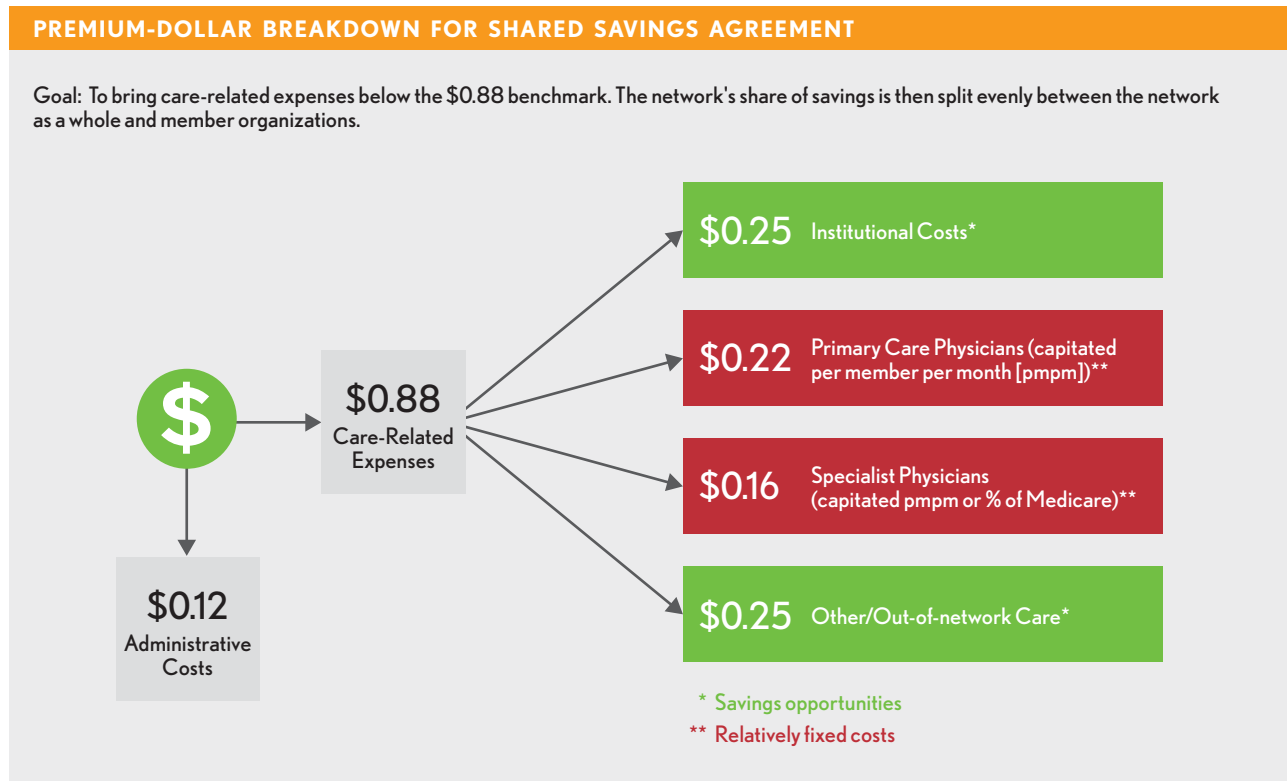 PREMIUM-DOLLAR BREAKDOWN FOR SHARED SAVINGS AGREEMENT
Goal: To bring care-related expenses below the $0.88 benchmark. The network's share of savings is then split evenly between the network
as a whole and member organizations.
$
$0.88
Care-Related
Expenses
$0.12
Administrative
Costs
$0.25 Institutional Costs*
$0.22 Primary Care Physicians (capitated
per member per month [pmpm])**
$0.16 Specialist Physicians
(capitated pmpm or % of Medicare)**
$0.25 Other/Out-of-network Care*
* Savings opportunities
** Relatively fixed costs